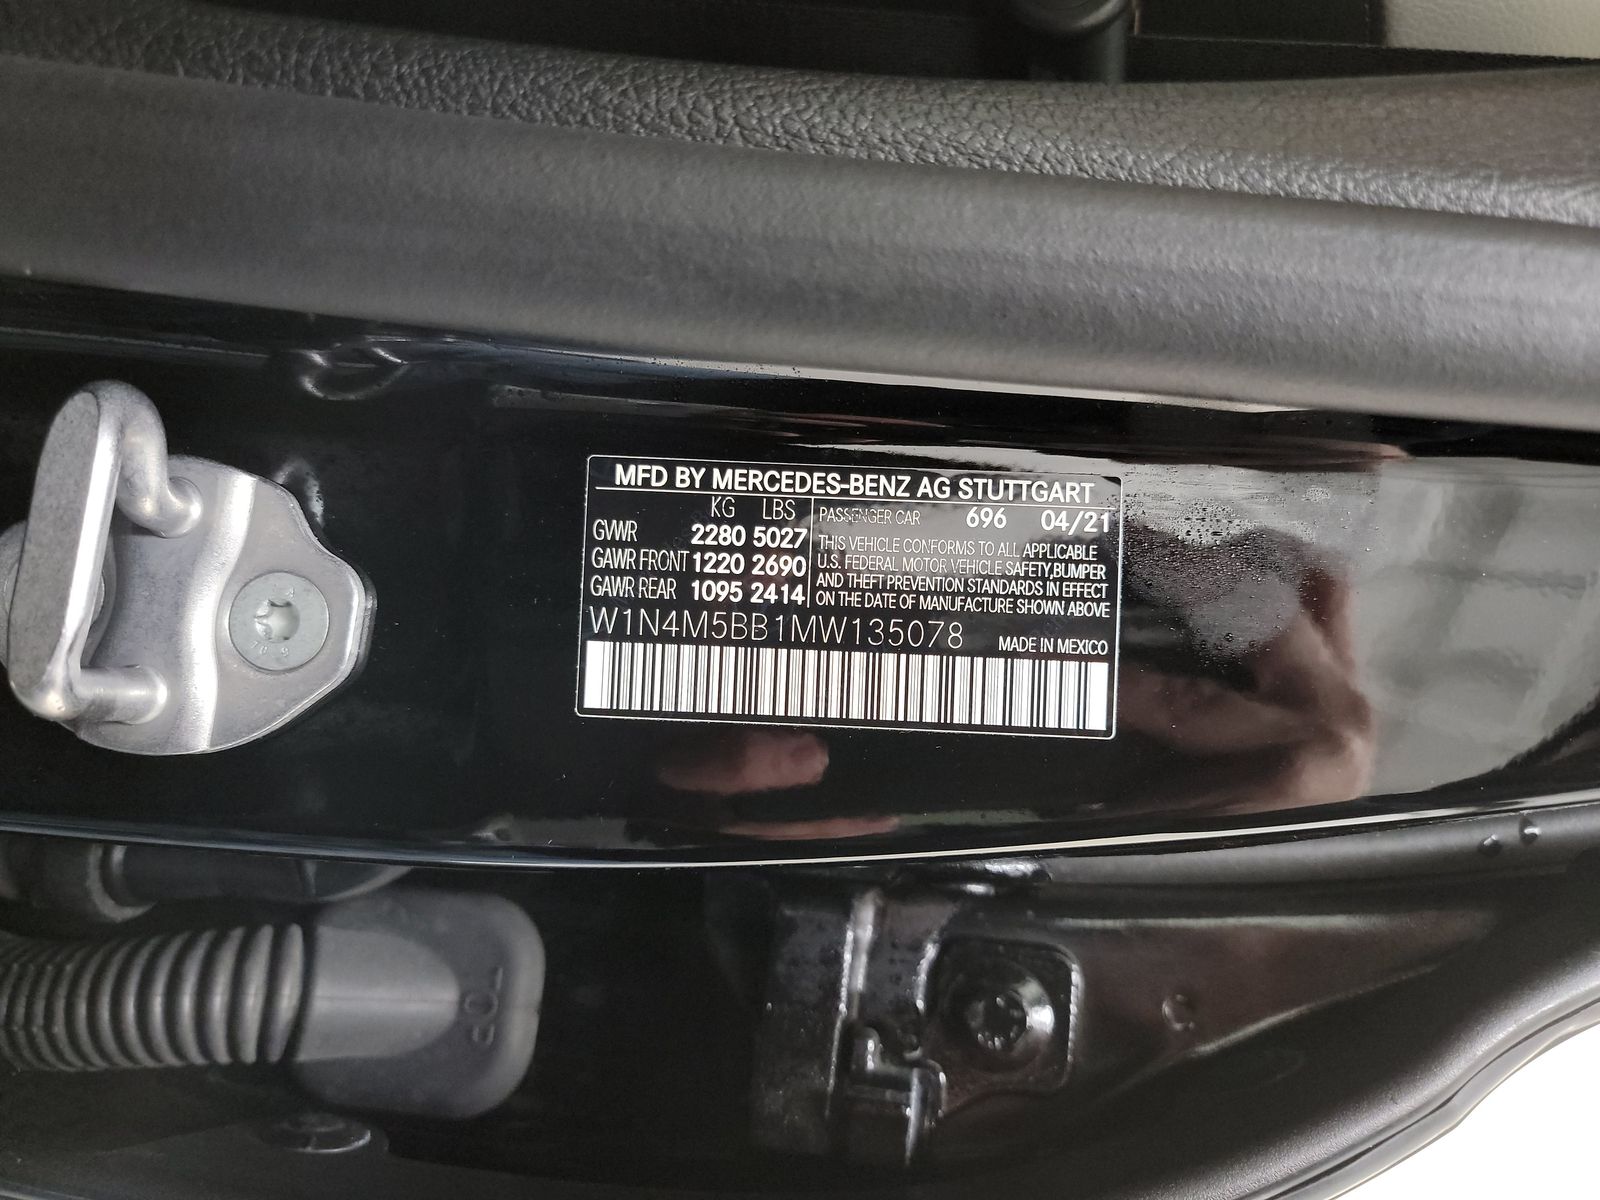 MFD BY MERCEDES-BENZ AG STUTTGART
KG LBS
GVWR 2280 5027
GAWR FRONT 1220 2690
GAWR REAR 1095 2414
PASSENGER CAR 696 04/21
THIS VEHICLE CONFORMS TO ALL APPLICABLE
U.S. FEDERAL MOTOR VEHICLE SAFETY,BUMPER
AND THEFT PREVENTION STANDARDS IN EFFECT
ON THE DATE OF MANUFACTURE SHOWN ABOVE
W1N4M5BB1MW135078 MADE IN MEXICO
TOP